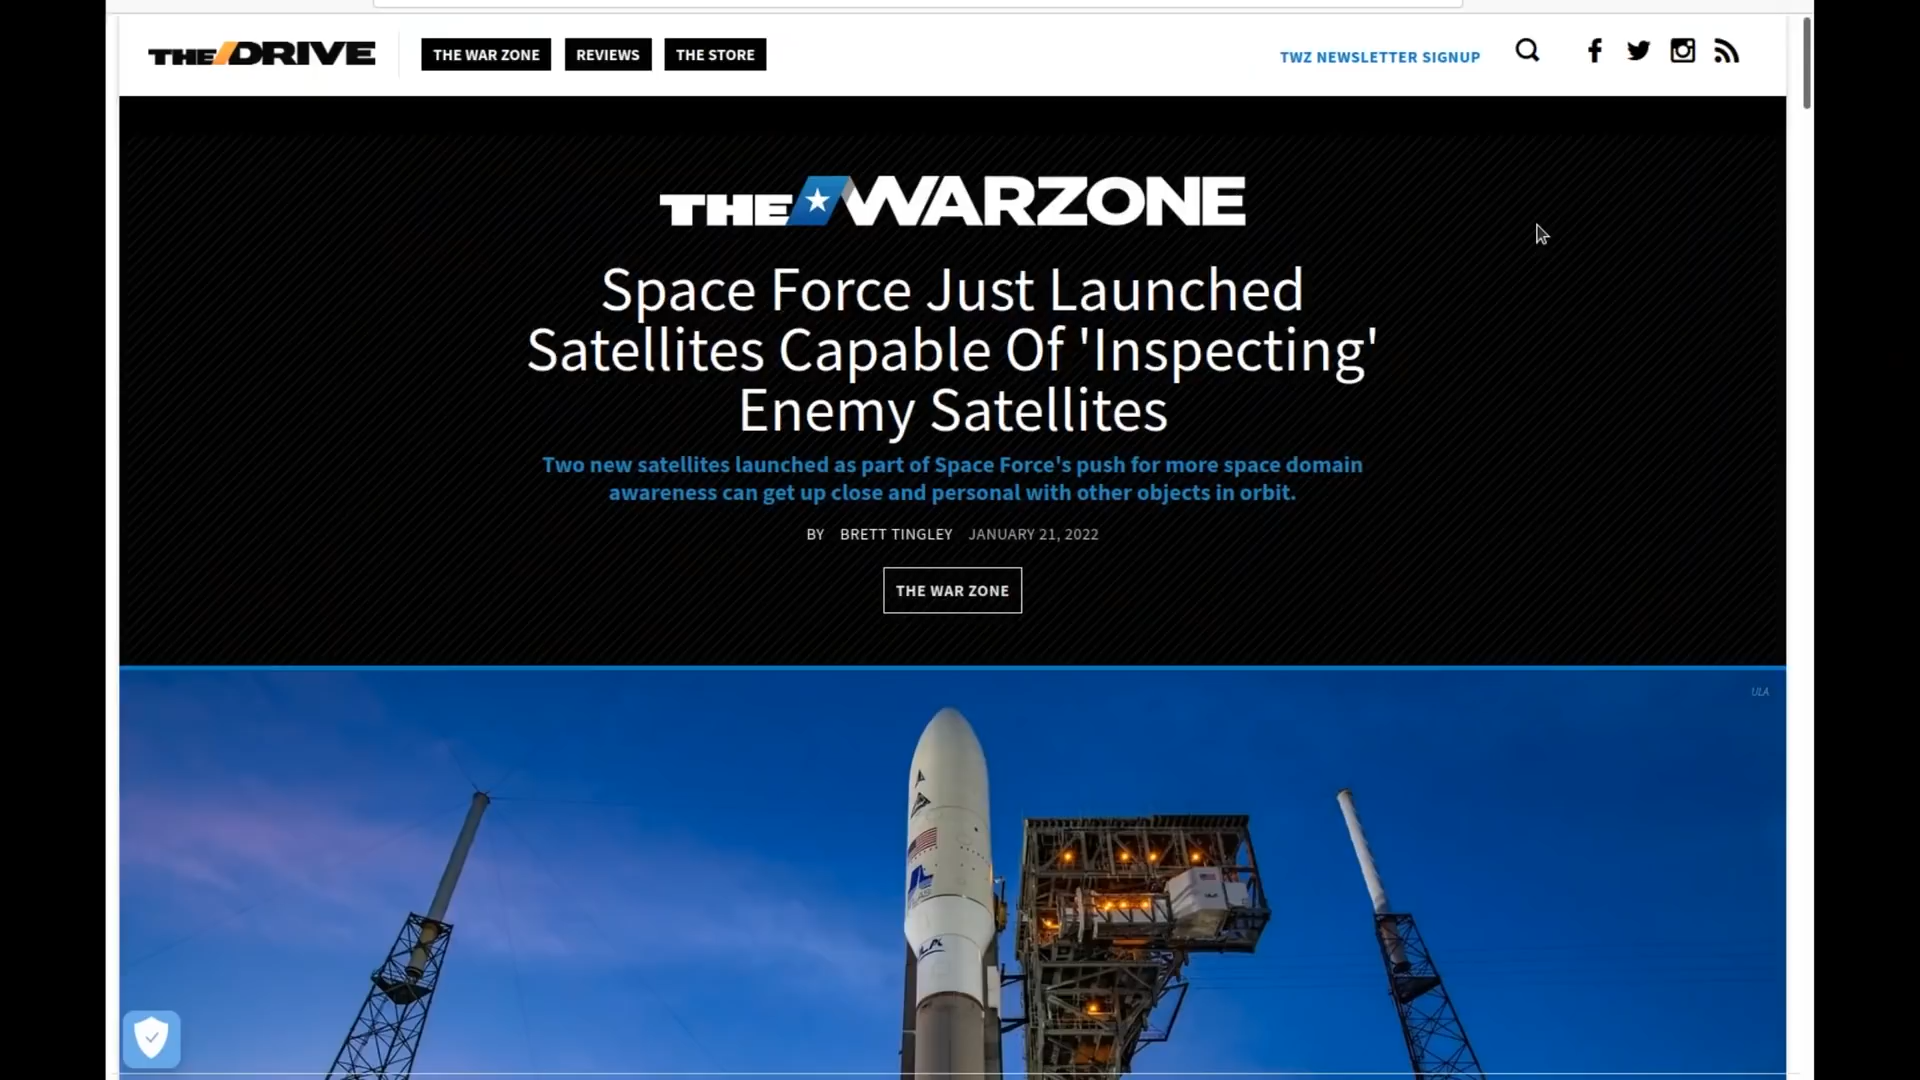 THE DRIVE
THE WAR ZONE
REVIEWS
THE STORE
TWZ NEWSLETTER SIGNUP
THE WARZONE
Space Force Just Launched
Satellites Capable Of 'Inspecting'
Enemy Satellites
Two new satellites launched as part of Space Force's push for more space domain
awareness can get up close and personal with other objects in orbit.
BY BRETT TINGLEY JANUARY 21, 2022
THE WAR ZONE
ULA
ULA